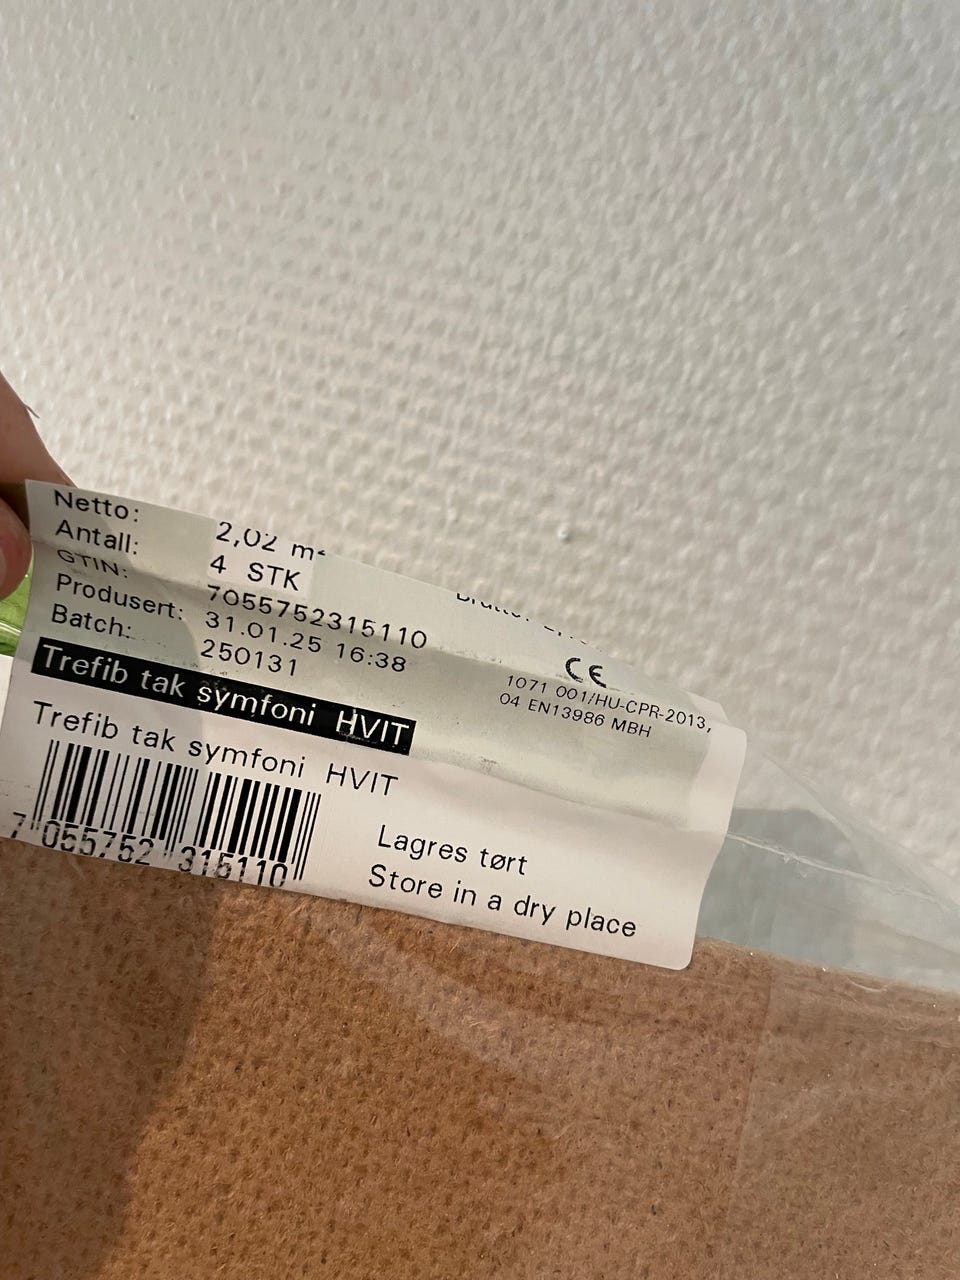 Netto: 2,02 m²
Antall: 4 STK
GTIN: 7055752315110
Produsert: 31.01.25 16:38
Batch: 250131
Brutto:
CE
1071 001/HU-CPR-2013,
04 EN13986 MBH
Trefib tak symfoni HVIT
Trefib tak symfoni HVIT
7 055752 315110
Lagres tørt
Store in a dry place